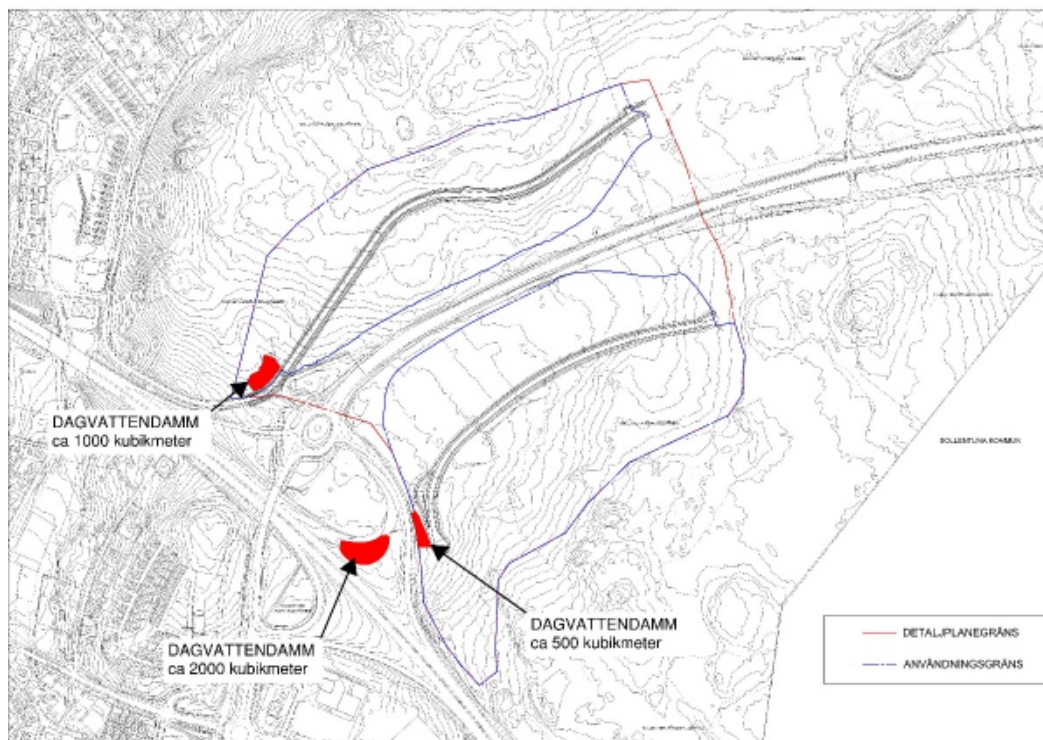 DAGVATTENDAMM
ca 1000 kubikmeter
DAGVATTENDAMM
ca 2000 kubikmeter
DAGVATTENDAMM
ca 500 kubikmeter
SOLLENTUNA KOMMUN
DETALJPLANEGRÄNS
ANVÄNDNINGSGRÄNS